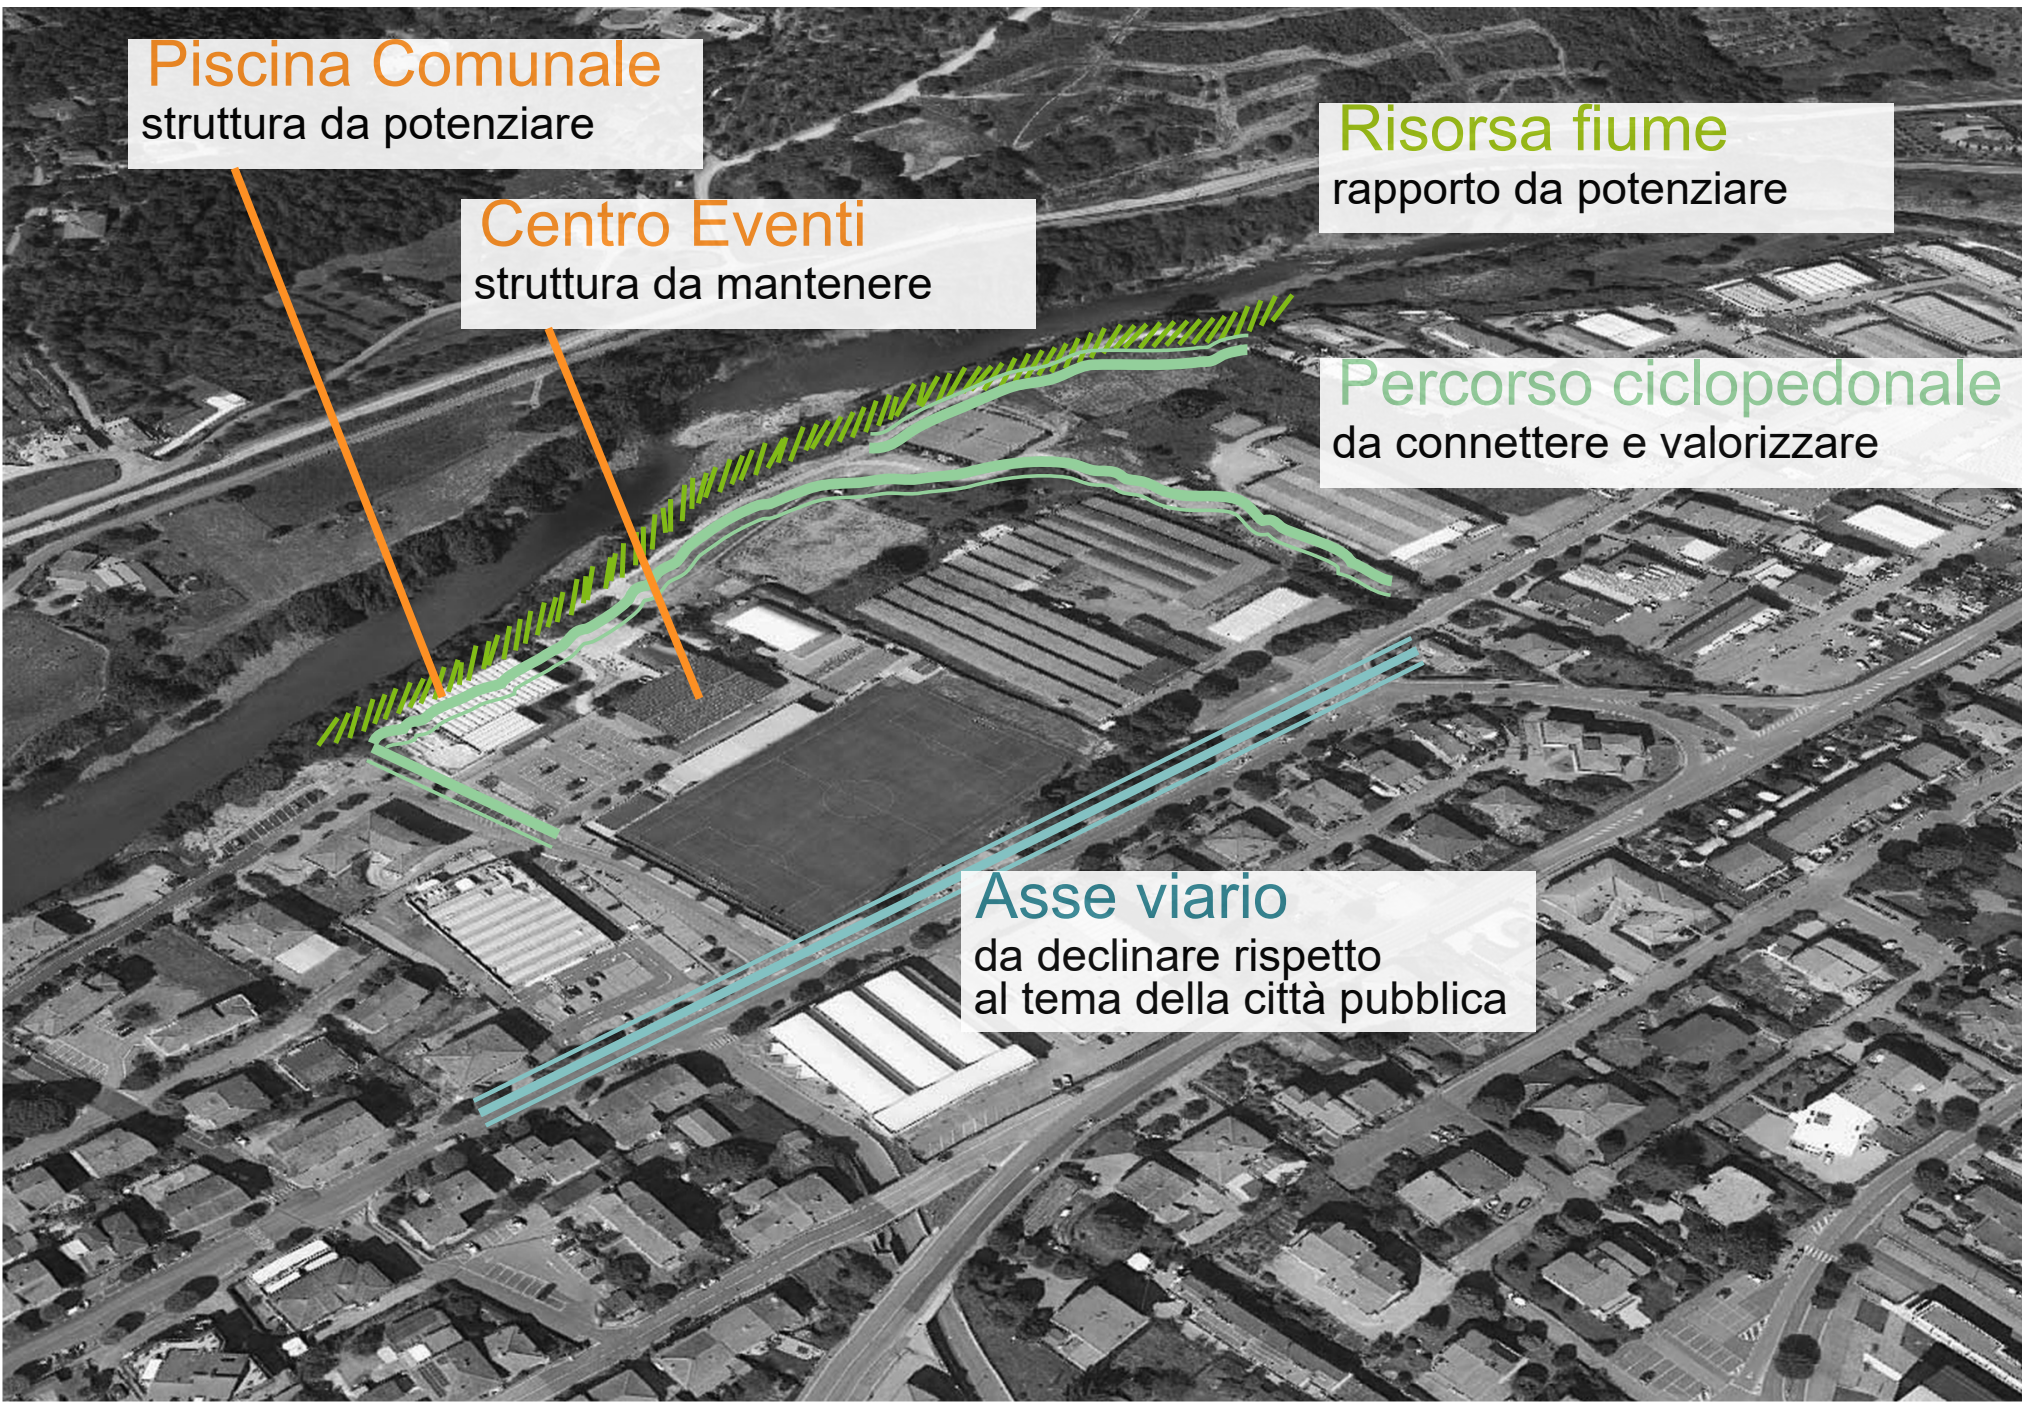 Piscina Comunale
struttura da potenziare
Centro Eventi
struttura da mantenere
Risorsa fiume
rapporto da potenziare
Percorso ciclopedonale
da connettere e valorizzare
Asse viario
da declinare rispetto
al tema della città pubblica